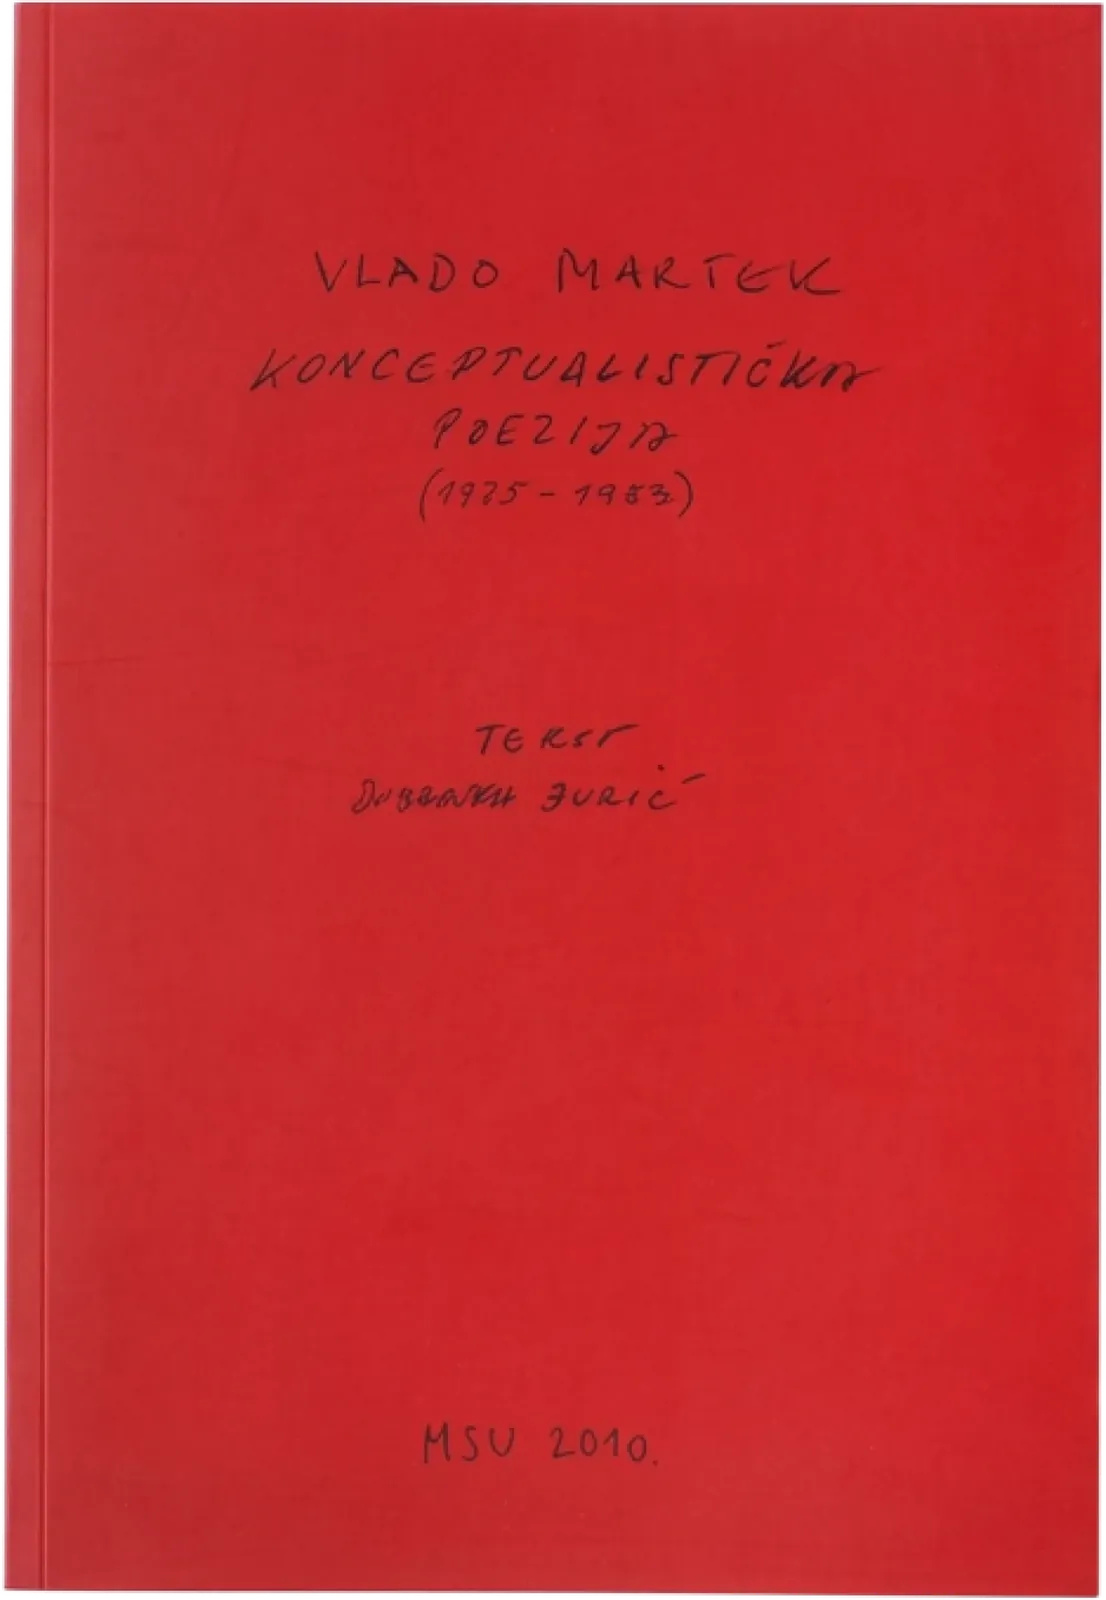 VLADO MARTEK
KONCEPTUALISTIČKA
POEZIJA
(1975 - 1983)
TEKST
DUBRAVKA ĐURIĆ
MSU 2010.